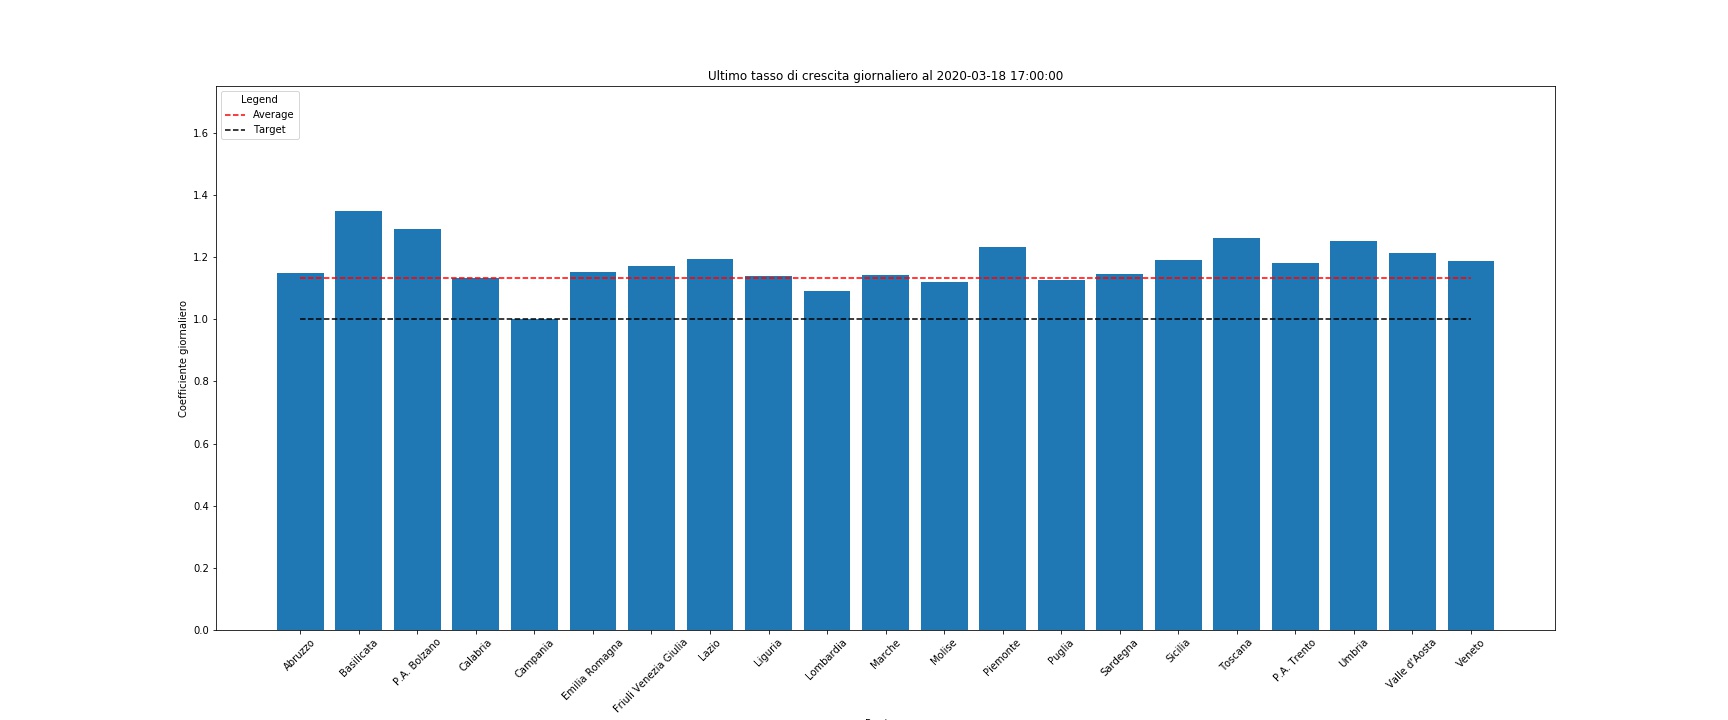 Ultimo tasso di crescita giornaliero al 2020-03-18 17:00:00
Legend
Average
Target
1.6
1.4
1.2
1.0
0.8
0.6
0.4
0.2
0.0
Coefficiente giornaliero
Abruzzo
Basilicata
P.A. Bolzano
Calabria
Campania
Emilia Romagna
Friuli Venezia Giulia
Lazio
Liguria
Lombardia
Marche
Molise
Piemonte
Puglia
Sardegna
Sicilia
Toscana
P.A. Trento
Umbria
Valle d'Aosta
Veneto